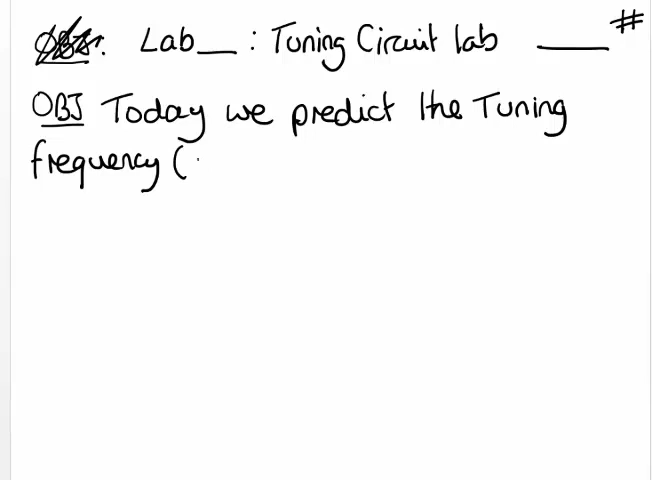 Lab__ : Tuning Circuit lab ____#
OBJ Today we predict the Tuning
frequency (